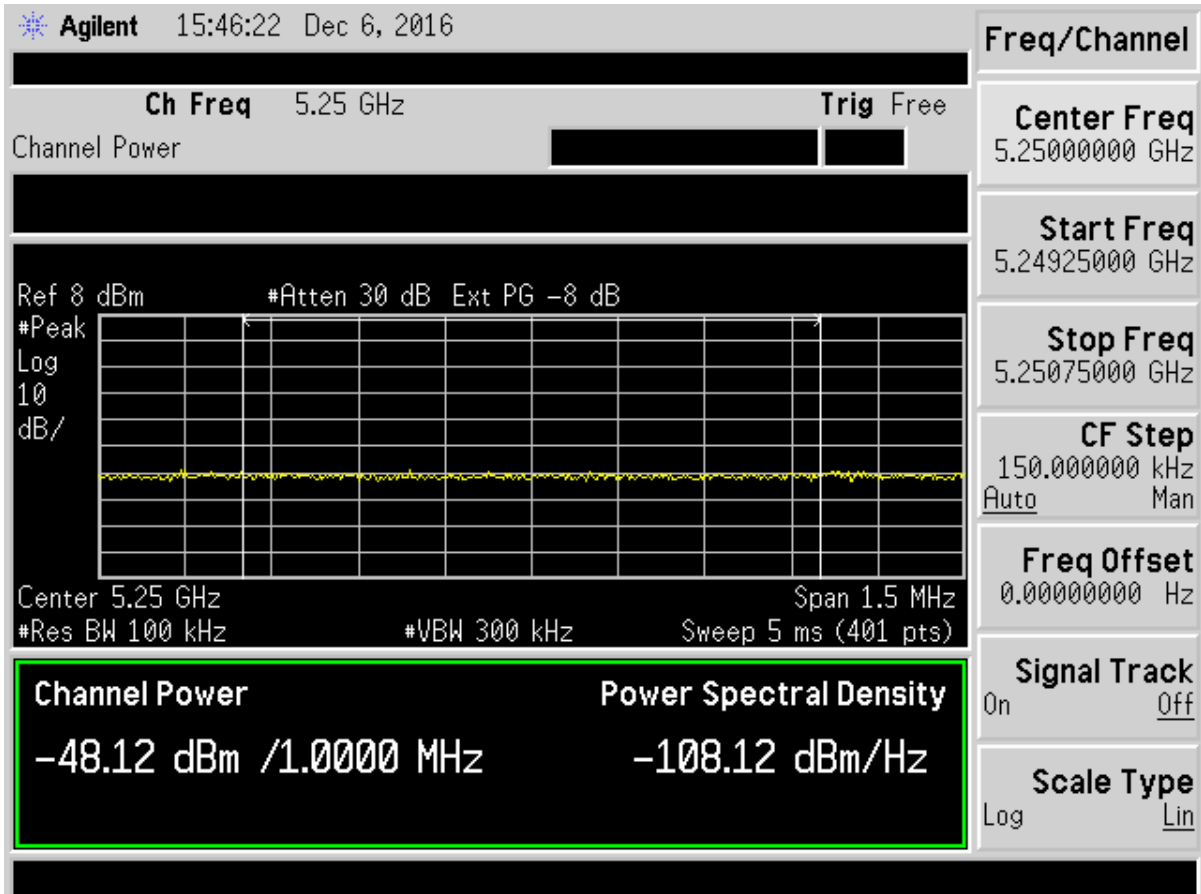 Agilent 15:46:22 Dec 6, 2016
Ch Freq 5.25 GHz Trig Free
Channel Power
Ref 8 dBm #Atten 30 dB Ext PG -8 dB
#Peak
Log
10
dB/
Center 5.25 GHz Span 1.5 MHz
#Res BW 100 kHz #VBW 300 kHz Sweep 5 ms (401 pts)
Channel Power Power Spectral Density
-48.12 dBm /1.0000 MHz -108.12 dBm/Hz
Freq/Channel
Center Freq
5.25000000 GHz
Start Freq
5.24925000 GHz
Stop Freq
5.25075000 GHz
CF Step
150.000000 kHz
Auto Man
Freq Offset
0.00000000 Hz
Signal Track
On Off
Scale Type
Log Lin